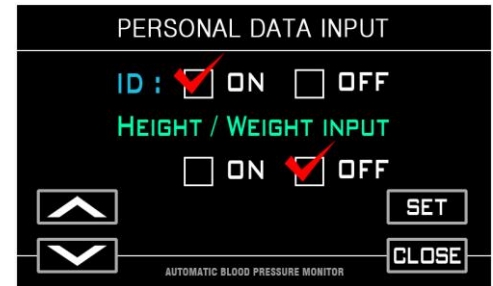 PERSONAL DATA INPUT
ID : ON OFF
HEIGHT / WEIGHT INPUT
ON OFF
SET
CLOSE
AUTOMATIC BLOOD PRESSURE MONITOR